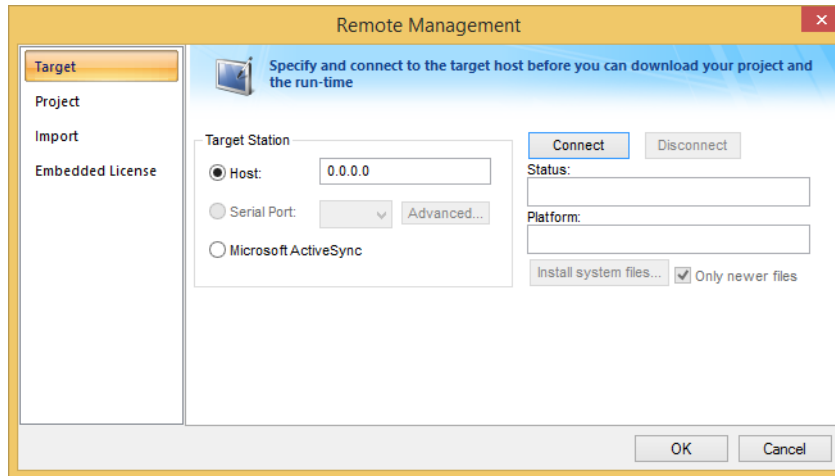 Remote Management
Target
Project
Import
Embedded License
Specify and connect to the target host before you can download your project and
the run-time
Target Station
Host:
0.0.0.0
Serial Port:
Advanced...
Microsoft ActiveSync
Connect
Disconnect
Status:
Platform:
Install system files...
Only newer files
OK
Cancel